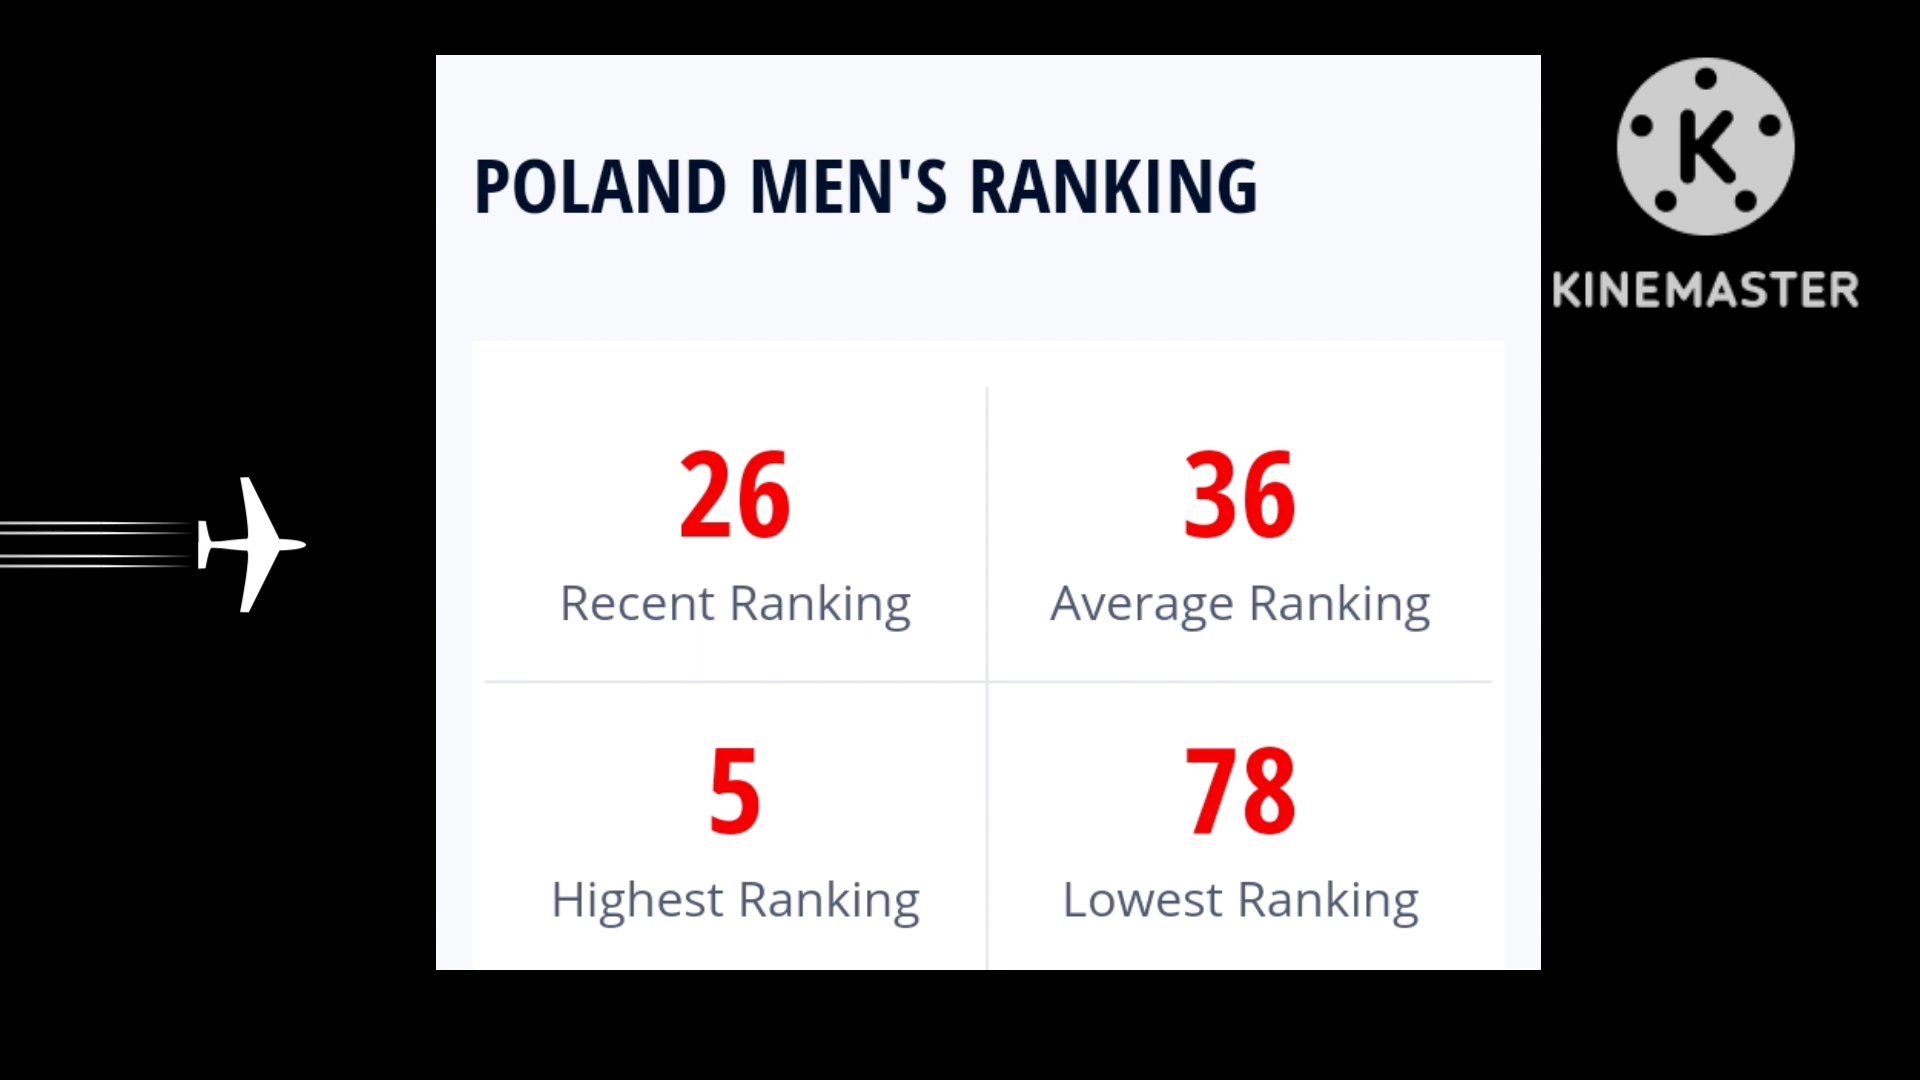 POLAND MEN'S RANKING
K
KINEMASTER
26
36
Recent Ranking
Average Ranking
5
78
Highest Ranking
Lowest Ranking